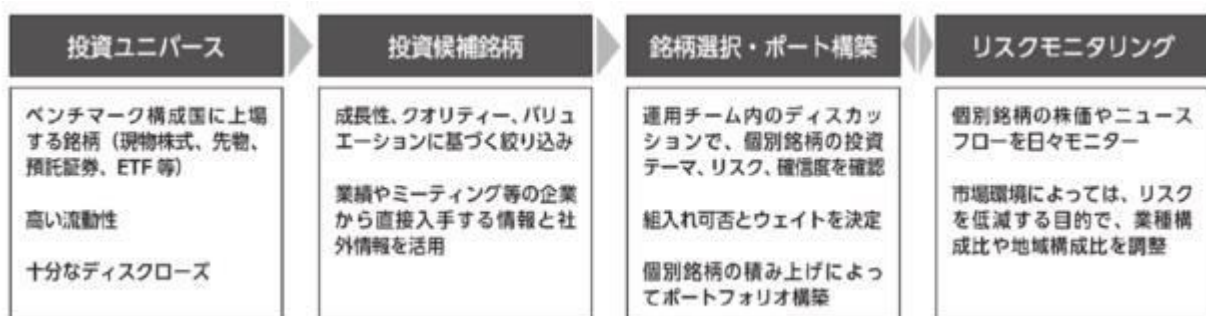 投資ユニバース
ベンチマーク構成国に上場
する銘柄（現物株式、先物、
預託証券、ETF 等）
高い流動性
十分なディスクローズ
投資候補銘柄
成長性、クオリティー、バリュ
エーションに基づく絞り込み
業績やミーティング等の企業
から直接入手する情報と社
外情報を活用
銘柄選択・ポート構築
運用チーム内のディスカッ
ションで、個別銘柄の投資
テーマ、リスク、確信度を確認
組入れ可否とウェイトを決定
個別銘柄の積み上げによっ
てポートフォリオ構築
リスクモニタリング
個別銘柄の株価やニュース
フローを日々モニター
市場環境によっては、リスク
を低減する目的で、業種構
成比や地域構成比を調整